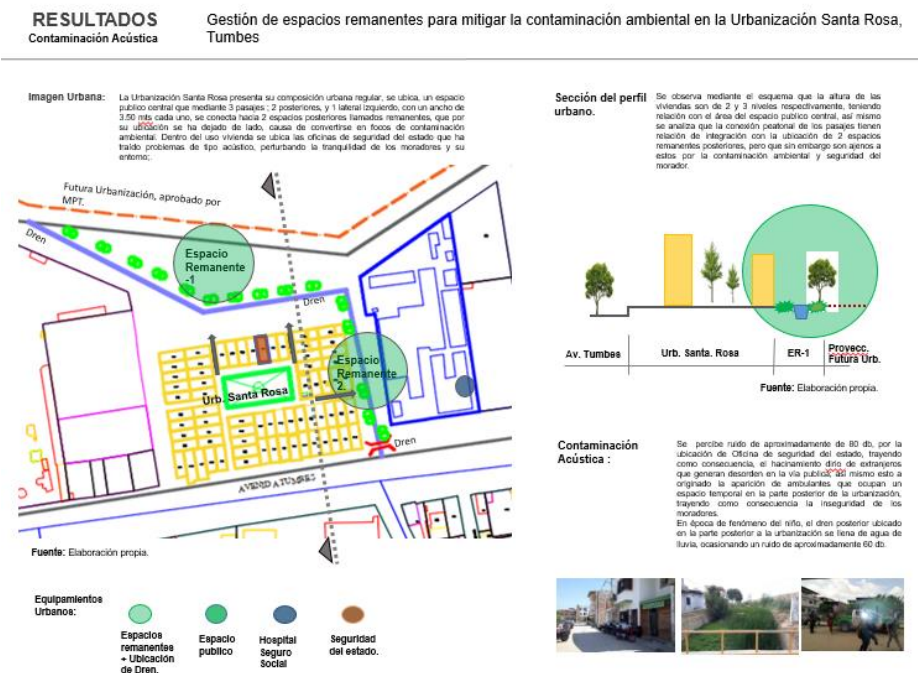 RESULTADOS
Contaminación Acústica
Gestión de espacios remanentes para mitigar la contaminación ambiental en la Urbanización Santa Rosa,
Tumbes
Imagen Urbana:
La Urbanización Santa Rosa presenta su composición urbana regular, se ubica, un espacio
publico central que mediante 3 pasajes ; 2 posteriores, y 1 lateral izquierdo, con un ancho de
3.50 mts cada uno, se conecta hacia 2 espacios posteriores llamados remanentes, que por
su ubicación se ha dejado de lado, causa de convertirse en focos de contaminación
ambiental. Dentro del uso vivienda se ubica las oficinas de seguridad del estado que ha
traído problemas de tipo acústico, perturbando la tranquilidad de los moradores y su
entorno;.
Futura Urbanización, aprobado por
MPT.
Dren
Espacio
Remanente
-1
Dren
Espacio
Remanente
2.
Urb. Santa Rosa
Dren
AVENIDA TUMBES
Fuente: Elaboración propia.
Equipamientos
Urbanos:
Espacios
remanentes
+ Ubicación
de Dren.
Espacio
publico
Hospital
Seguro
Social
Seguridad
del estado.
Sección del perfil
urbano.
Se observa mediante el esquema que la altura de las
viviendas son de 2 y 3 niveles respectivamente, teniendo
relación con el área del espacio publico central, así mismo
se analiza que la conexión peatonal de los pasajes tienen
relación de integración con la ubicación de 2 espacios
remanentes posteriores, pero que sin embargo son ajenos a
estos por la contaminación ambiental y seguridad del
morador.
Av. Tumbes
Urb. Santa. Rosa
ER-1
Proyecc.
Futura Urb.
Fuente: Elaboración propia.
Contaminación
Acústica :
Se percibe ruido de aproximadamente de 80 db, por la
ubicación de Oficina de seguridad del estado, trayendo
como consecuencia, el hacinamiento dirio de extranjeros
que generan desorden en la vía publica, así mismo esto a
originado la aparición de ambulantes que ocupan un
espacio temporal en la parte posterior de la urbanización,
trayendo como consecuencia la inseguridad de los
moradores.
En época de fenómeno del niño, el dren posterior ubicado
en la parte posterior a la urbanización se llena de agua de
lluvia, ocasionando un ruido de aproximadamente 60 db.